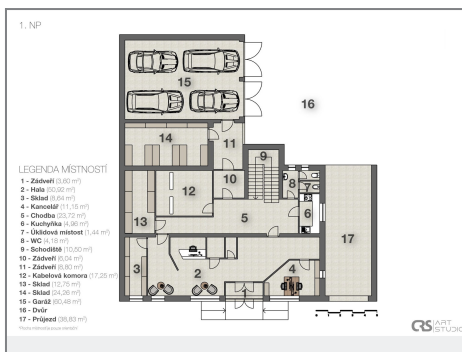 1. NP
LEGENDA MÍSTNOSTÍ
1 - Zádveří (3,60 m²)
2 - Hala (60,92 m²)
3 - Sklad (8,64 m²)
4 - Kancelář (11,15 m²)
5 - Chodba (23,72 m²)
6 - Kuchyňka (4,96 m²)
7 - Úklidová místnost (1,44 m²)
8 - WC (4,18 m²)
9 - Schodiště (10,50 m²)
10 - Zádveří (6,04 m²)
11 - Zádveří (8,80 m²)
12 - Kabelová komora (17,25 m²)
13 - Sklad (12,75 m²)
14 - Sklad (24,26 m²)
15 - Garáž (60,48 m²)
16 - Dvůr
17 - Průjezd (38,83 m²)
15
16
14
11
9
12
10
8
7
13
5
6
17
3
2
4
1
CRS ART STUDIO